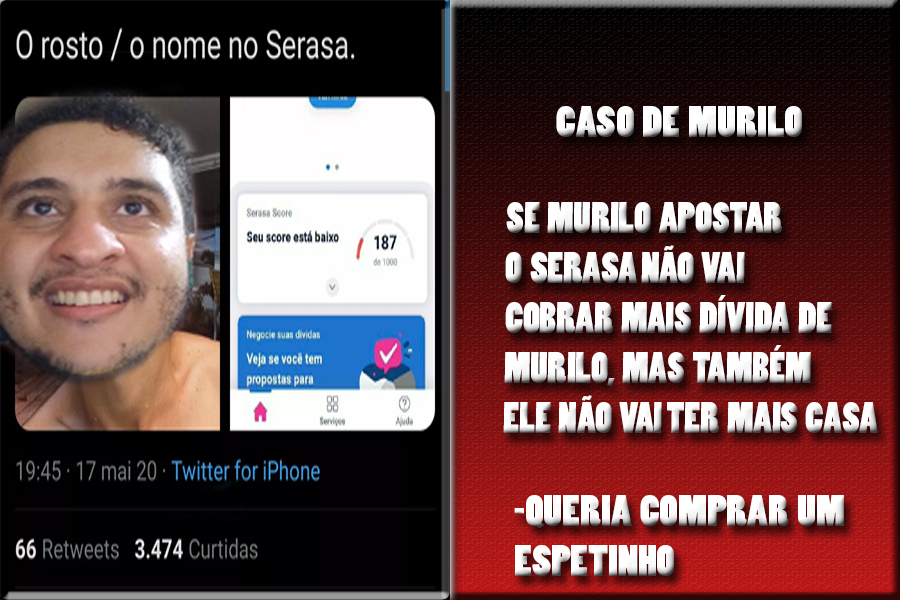 O rosto / o nome no Serasa.
Serasa Score
Seu score está baixo
187
de 1000
Negocie suas dívidas
Veja se você tem
propostas para
Serviços
Ajuda
19:45 · 17 mai 20 · Twitter for iPhone
66 Retweets 3.474 Curtidas
CASO DE MURILO
SE MURILO APOSTAR
O SERASA NÃO VAI
COBRAR MAIS DÍVIDA DE
MURILO, MAS TAMBÉM
ELE NÃO VAI TER MAIS CASA
-QUERIA COMPRAR UM
ESPETINHO